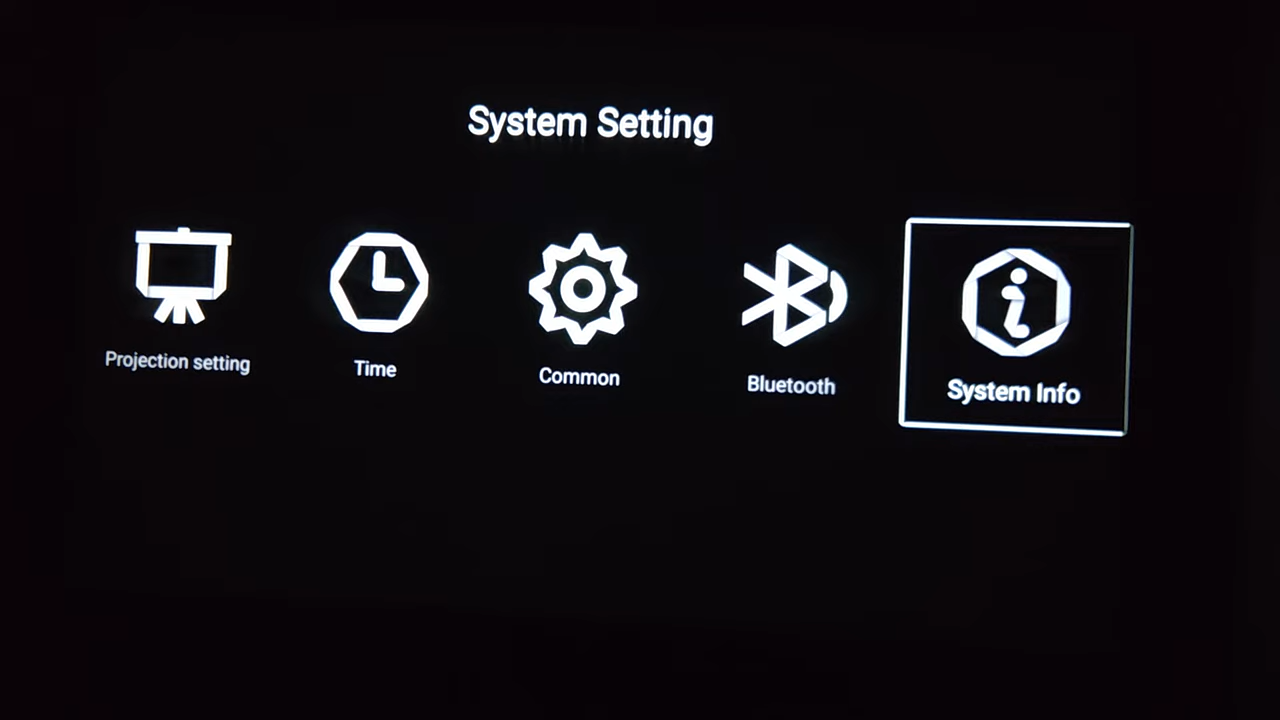 System Setting
Projection setting
Time
Common
Bluetooth
System Info